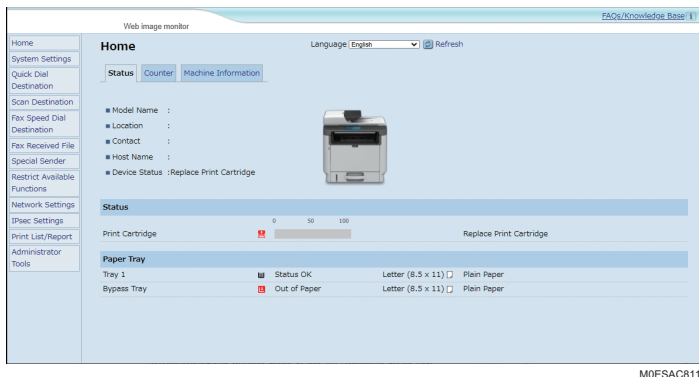 FAQs/Knowledge Base
Web image monitor
Home
System Settings
Quick Dial
Destination
Scan Destination
Fax Speed Dial
Destination
Fax Received File
Special Sender
Restrict Available
Functions
Network Settings
IPsec Settings
Print List/Report
Administrator
Tools
Home
Language English Refresh
Status Counter Machine Information
Model Name :
Location :
Contact :
Host Name :
Device Status :Replace Print Cartridge
Status
0 50 100
Print Cartridge Replace Print Cartridge
Paper Tray
Tray 1 Status OK Letter (8.5 x 11) Plain Paper
Bypass Tray Out of Paper Letter (8.5 x 11) Plain Paper
M0ESAC811